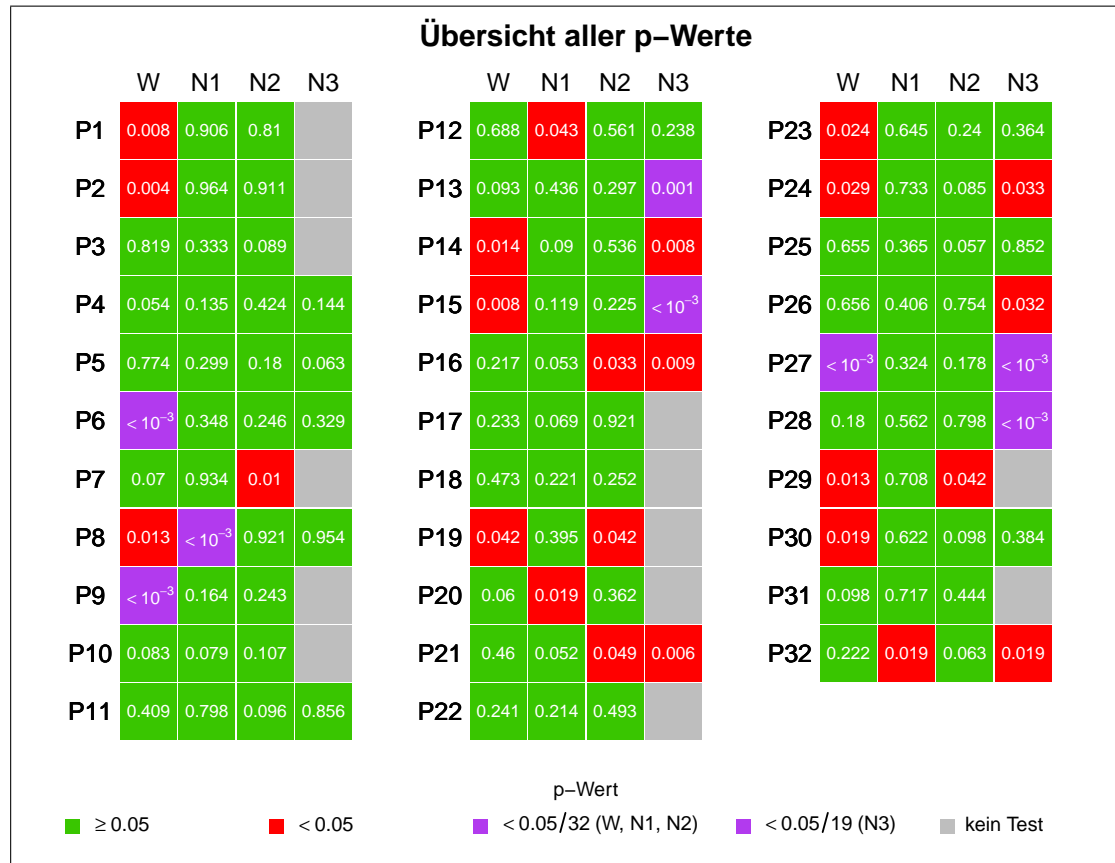 Übersicht aller p−Werte
W N1 N2 N3
P1 0.008 0.906 0.81
P2 0.004 0.964 0.911
P3 0.819 0.333 0.089
P4 0.054 0.135 0.424 0.144
P5 0.774 0.299 0.18 0.063
P6 < 10⁻³ 0.348 0.246 0.329
P7 0.07 0.934 0.01
P8 0.013 < 10⁻³ 0.921 0.954
P9 < 10⁻³ 0.164 0.243
P10 0.083 0.079 0.107
P11 0.409 0.798 0.096 0.856
W N1 N2 N3
P12 0.688 0.043 0.561 0.238
P13 0.093 0.436 0.297 0.001
P14 0.014 0.09 0.536 0.008
P15 0.008 0.119 0.225 < 10⁻³
P16 0.217 0.053 0.033 0.009
P17 0.233 0.069 0.921
P18 0.473 0.221 0.252
P19 0.042 0.395 0.042
P20 0.06 0.019 0.362
P21 0.46 0.052 0.049 0.006
P22 0.241 0.214 0.493
W N1 N2 N3
P23 0.024 0.645 0.24 0.364
P24 0.029 0.733 0.085 0.033
P25 0.655 0.365 0.057 0.852
P26 0.656 0.406 0.754 0.032
P27 < 10⁻³ 0.324 0.178 < 10⁻³
P28 0.18 0.562 0.798 < 10⁻³
P29 0.013 0.708 0.042
P30 0.019 0.622 0.098 0.384
P31 0.098 0.717 0.444
P32 0.222 0.019 0.063 0.019
p−Wert
≥ 0.05 < 0.05 < 0.05/32 (W, N1, N2) < 0.05/19 (N3) kein Test